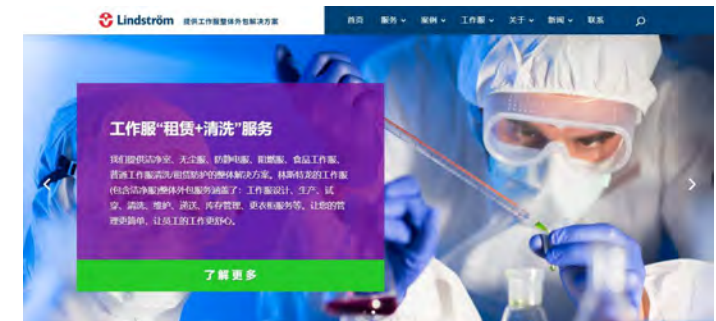 Lindström 提供工作服整体外包解决方案
首页 服务 案例 工作服 关于 新闻 联系
工作服“租赁+清洗”服务
我们提供洁净室、无尘服、防静电服、阻燃服、食品工作服、
普通工作服清洗/租赁防护的整体解决方案。林斯特龙的工作服
(包含洁净服)整体外包服务涵盖了：工作服设计、生产、试
穿、清洗、维护、递送、库存管理、更衣柜服务等。让您的管
理更简单，让员工的工作更舒心。
了解更多